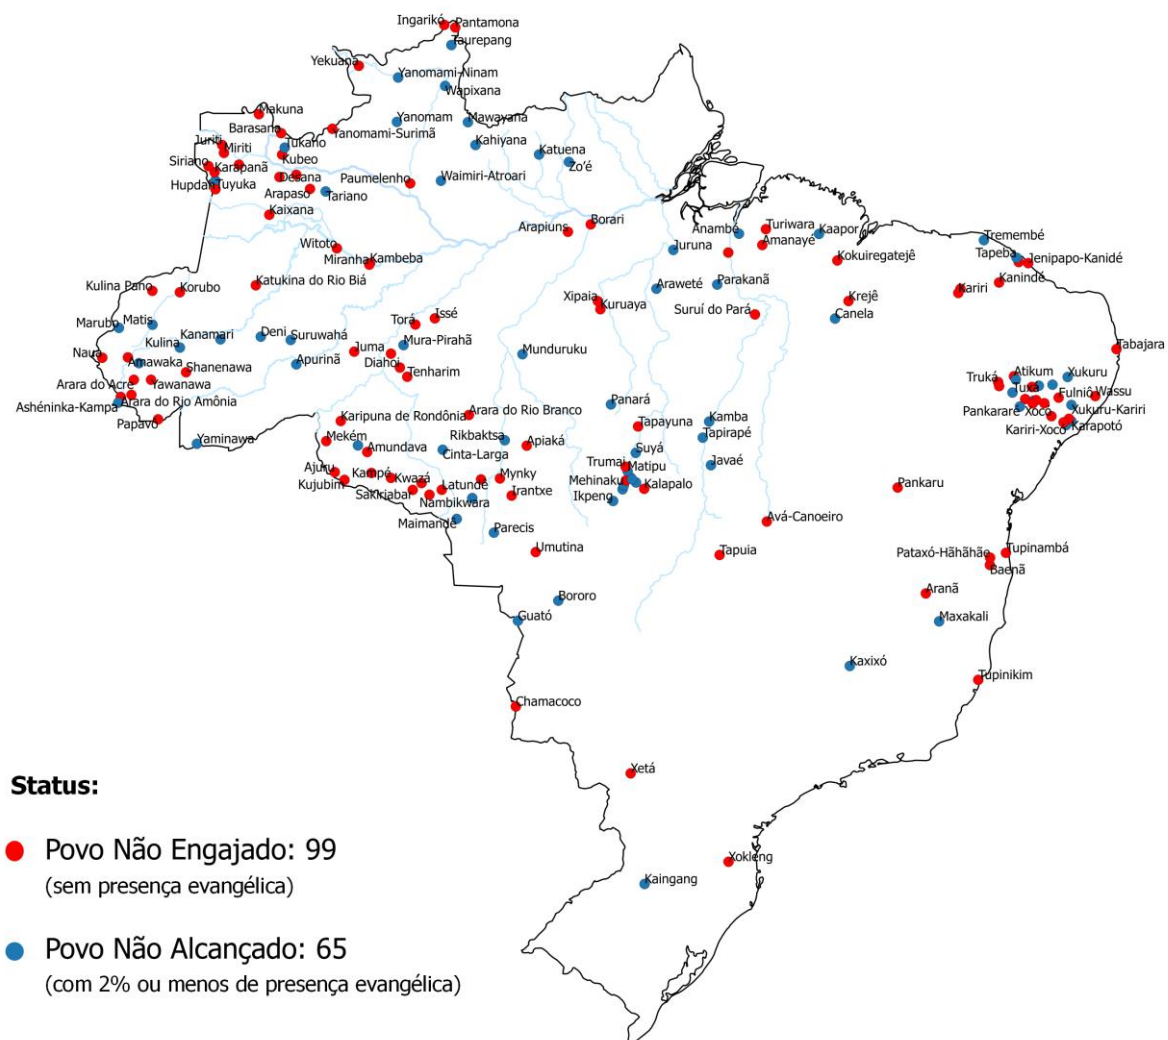 Ingarikó
Pantamona
Taurepang
Yekuana
Yanomami-Ninam
Wapixana
Makuna
Barasana
Yanomam
Mawayana
Yanomami-Surimã
Tukano
Juriti
Miriti
Kahiyana
Katuena
Kubeo
Siriano
Karapanã
Zo'é
Desana
Paumelenho
Waimiri-Atroari
Hupdah
Tuyuka
Arapaso
Tariano
Kaixana
Borari
Arapiuns
Turiwara
Anambé
Kaapor
Amanayé
Tremembé
Witoto
Juruna
Tapeba
Miranha
Kambeba
Kokuiregatejê
Jenipapo-Kanidé
Katukina do Rio Biá
Kanindé
Kulina Pano
Korubo
Araweté
Parakanã
Kariri
Xipaia
Kuruaya
Krejê
Suruí do Pará
Canela
Issé
Torá
Marubo
Matis
Kanamari
Deni
Suruwahá
Mura-Pirahã
Kulina
Tabajara
Naua
Juma
Munduruku
Amawaka
Shanenawa
Apurinã
Diahoi
Tenharim
Atikum
Xukuru
Arara do Acre
Yawanawa
Truká
Tuxá
Fulniô
Wassu
Ashéninka-Kampa
Arara do Rio Amônia
Panará
Pankarare
Xocó
Xukuru-Kariri
Papavô
Karipuna de Rondônia
Arara do Rio Branco
Kamba
Kariri-Xocó
Karapotó
Tapayuna
Tapirapé
Yaminawa
Mekém
Amundava
Rikbaktsa
Apiaká
Cinta-Larga
Suyá
Trumai
Matipu
Javaé
Ajuru
Kampé
Kwazá
Mynky
Mehinaku
Kalapalo
Kujubim
Sakkiabar
Latundê
Irantxe
Ikpeng
Pankaru
Nambikwara
Maimandê
Avá-Canoeiro
Parecis
Umutina
Tapuia
Pataxó-Hãhãhãe
Tupinambá
Baenã
Aranã
Bororo
Guató
Maxakali
Kaxixó
Tupinikim
Chamacoco
Xetá
Xokleng
Kaingang
Status:
Povo Não Engajado: 99
(sem presença evangélica)
Povo Não Alcançado: 65
(com 2% ou menos de presença evangélica)